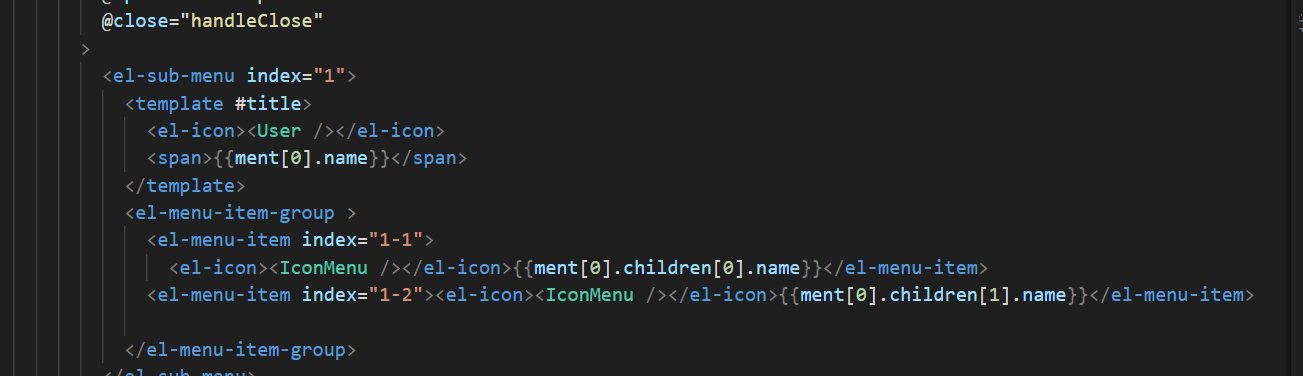 @close="handleClose"
>
<el-sub-menu index="1">
<template #title>
<el-icon><User /></el-icon>
<span>{{ment[0].name}}</span>
</template>
<el-menu-item-group >
<el-menu-item index="1-1">
<el-icon><IconMenu /></el-icon>{{ment[0].children[0].name}}</el-menu-item>
<el-menu-item index="1-2"><el-icon><IconMenu /></el-icon>{{ment[0].children[1].name}}</el-menu-item>
</el-menu-item-group>
</el-sub-menu>